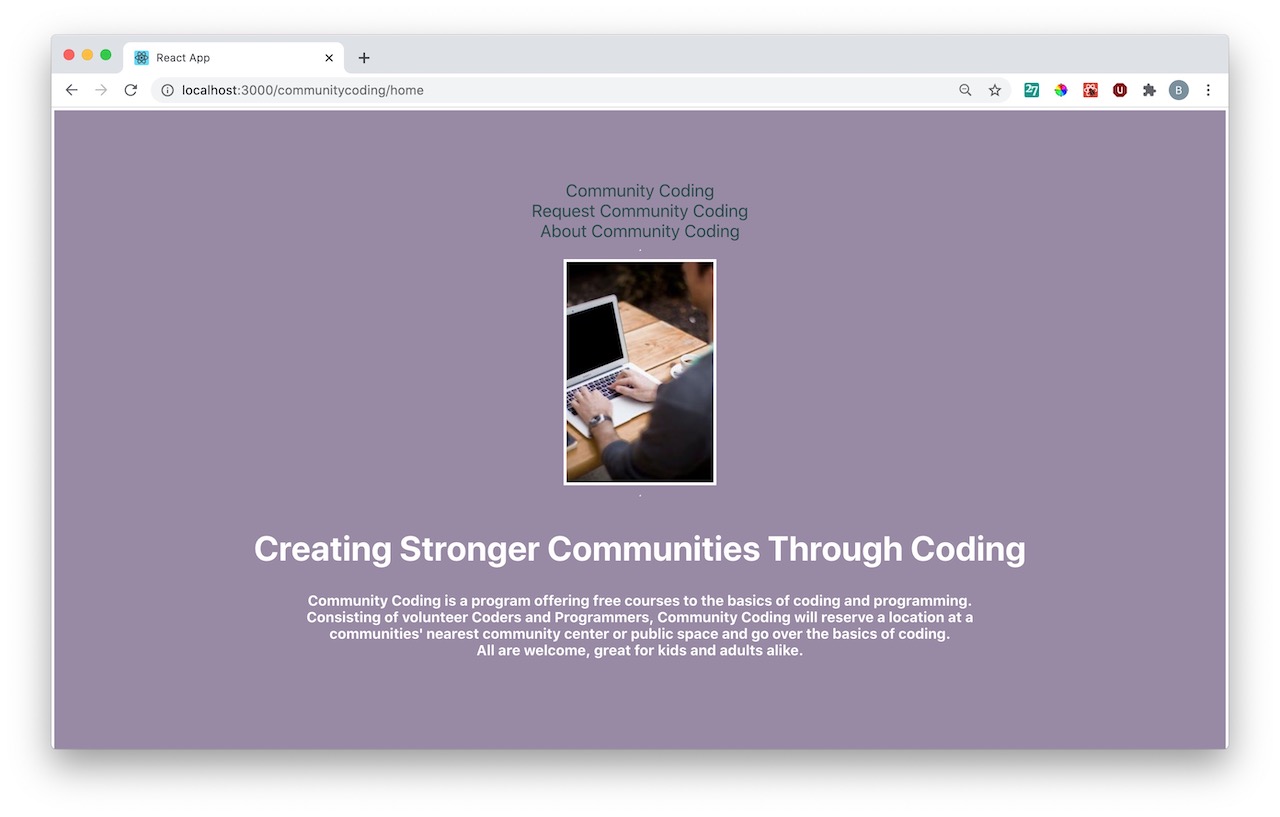 React App
localhost:3000/communitycoding/home
27
U
B
Community Coding
Request Community Coding
About Community Coding
.
.
Creating Stronger Communities Through Coding
Community Coding is a program offering free courses to the basics of coding and programming.
Consisting of volunteer Coders and Programmers, Community Coding will reserve a location at a
communities' nearest community center or public space and go over the basics of coding.
All are welcome, great for kids and adults alike.